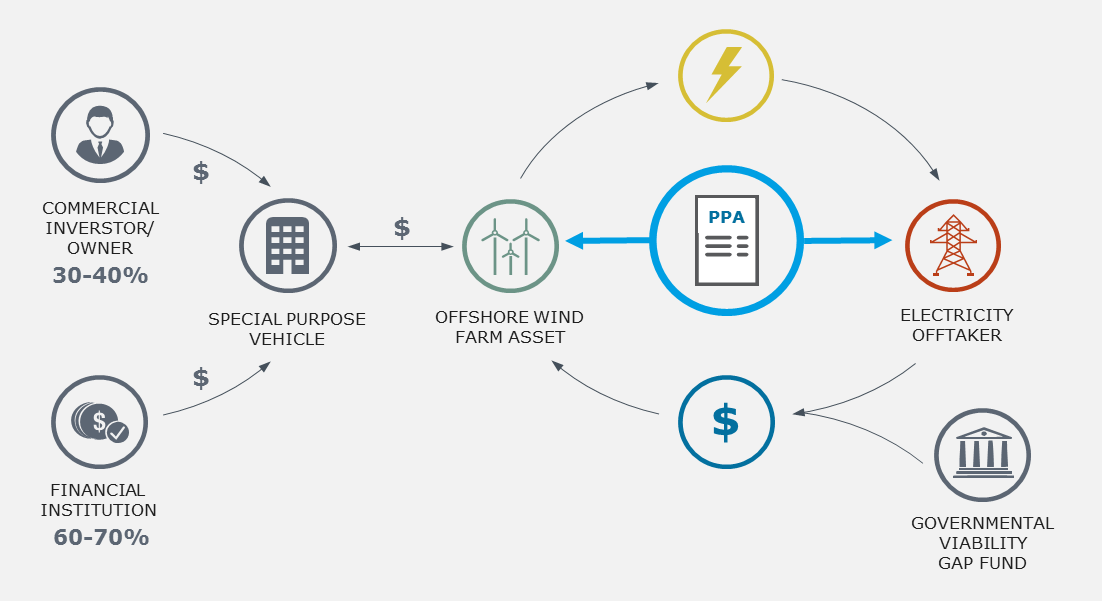 COMMERCIAL
INVERSTOR/
OWNER
30-40%
$
SPECIAL PURPOSE
VEHICLE
$
$
FINANCIAL
INSTITUTION
60-70%
$
OFFSHORE WIND
FARM ASSET
PPA
ELECTRICITY
OFFTAKER
$
GOVERNMENTAL
VIABILITY
GAP FUND